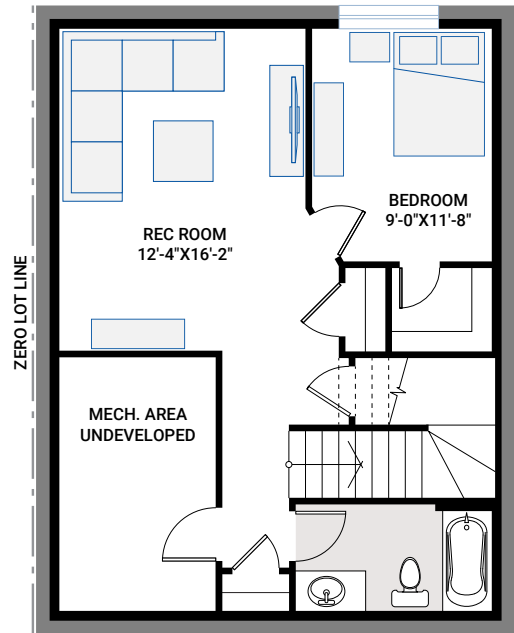 BEDROOM
9'-0"X11'-8"
REC ROOM
12'-4"X16'-2"
ZERO LOT LINE
MECH. AREA
UNDEVELOPED